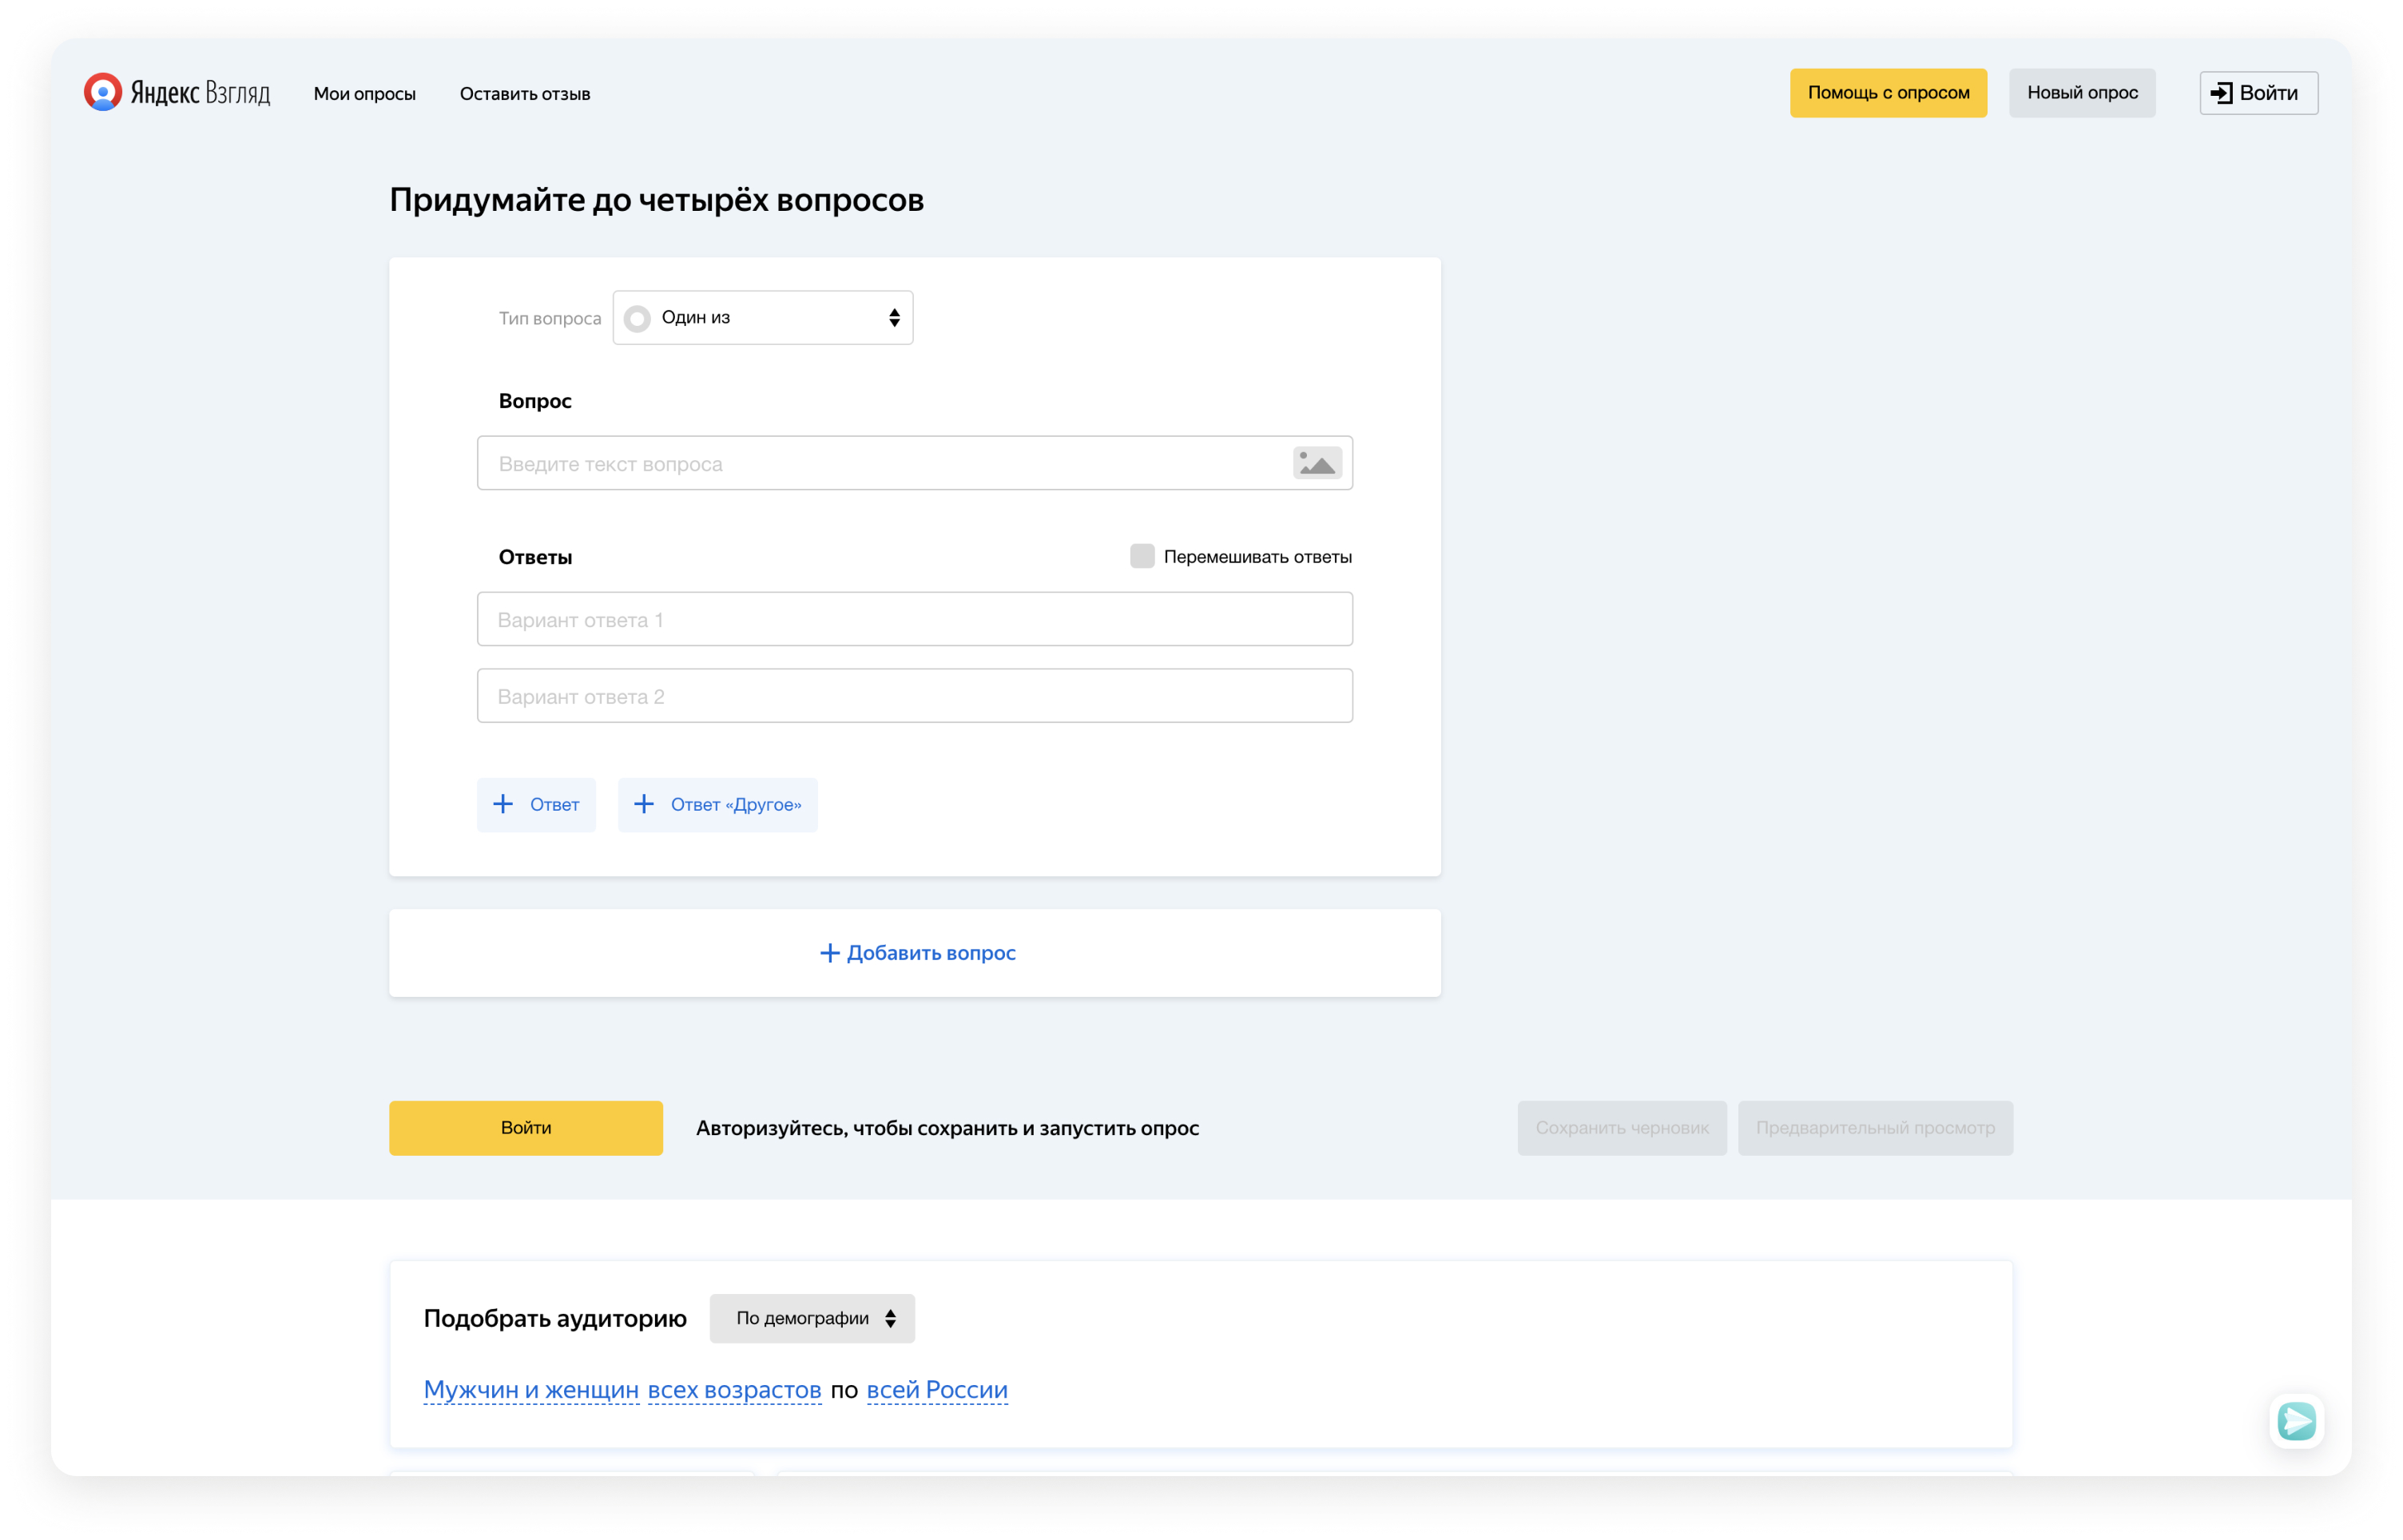 Яндекс Взгляд Мои опросы Оставить отзыв Помощь с опросом Новый опрос Войти
Придумайте до четырёх вопросов
Тип вопроса Один из
Вопрос
Введите текст вопроса
Ответы Перемешивать ответы
Вариант ответа 1
Вариант ответа 2
+ Ответ + Ответ «Другое»
+ Добавить вопрос
Войти Авторизуйтесь, чтобы сохранить и запустить опрос Сохранить черновик Предварительный просмотр
Подобрать аудиторию По демографии
Мужчин и женщин всех возрастов по всей России